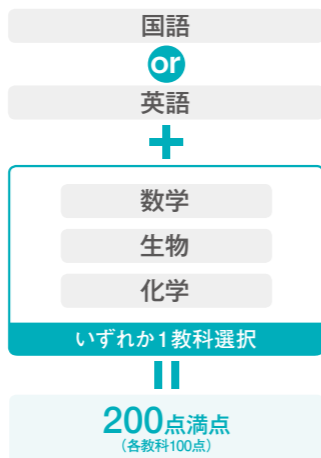 国語
or
英語
+
数学
生物
化学
いずれか1教科選択
=
200点満点
(各教科100点)